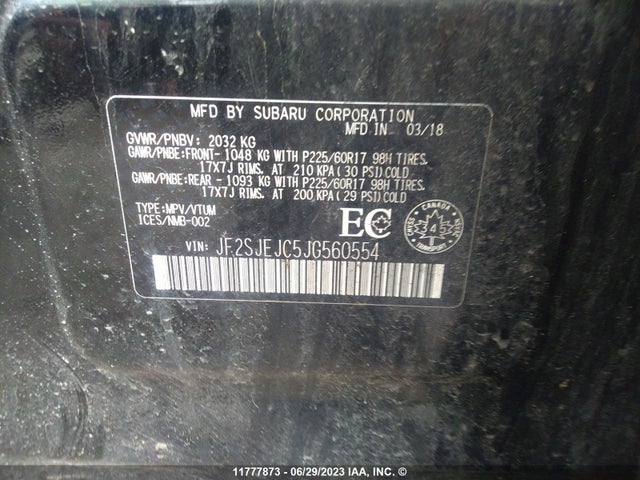 MFD BY SUBARU CORPORATION
MFD IN 03/18
GVWR/PNBV: 2032 KG
GAWR/PNBE:FRONT-1048 KG WITH P225/60R17 98H TIRES.
17X7J RIMS. AT 210 KPA(30 PSI)COLD
GAWR/PNBE:REAR -1093 KG WITH P225/60R17 98H TIRES.
17X7J RIMS. AT 200 KPA(29 PSI)COLD
TYPE:MPV/VTUM
ICES/NMB-002
EC
CANADA
345
TRANSPORT
VIN: JF2SJEJC5JG560554
11777873 - 06/29/2023 IAA, INC. ©